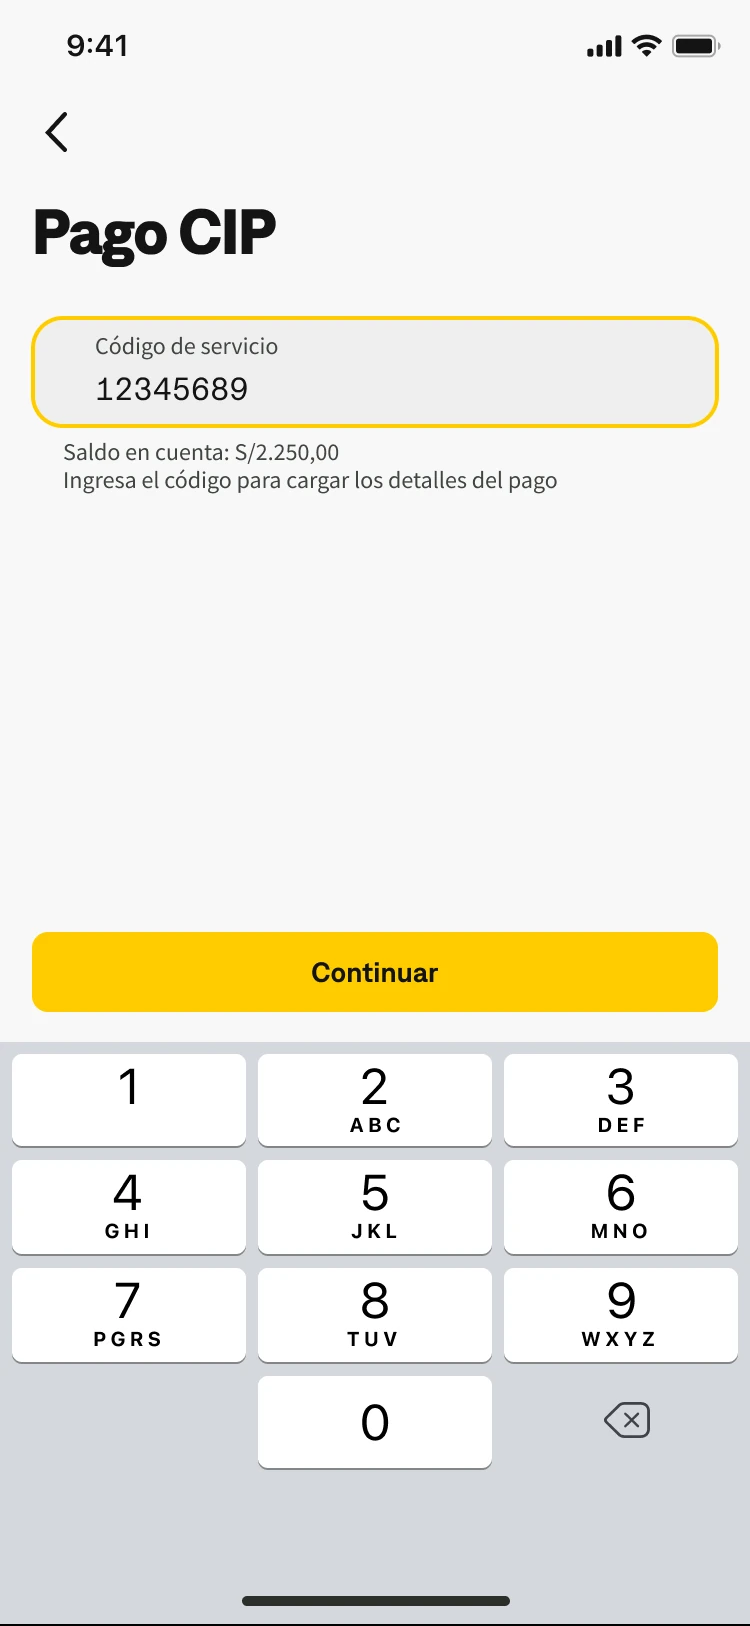 9:41
Pago CIP
Código de servicio
12345689
Saldo en cuenta: S/2.250,00
Ingresa el código para cargar los detalles del pago
Continuar
1
2
ABC
3
DEF
4
GHI
5
JKL
6
MNO
7
PGRS
8
TUV
9
WXYZ
0